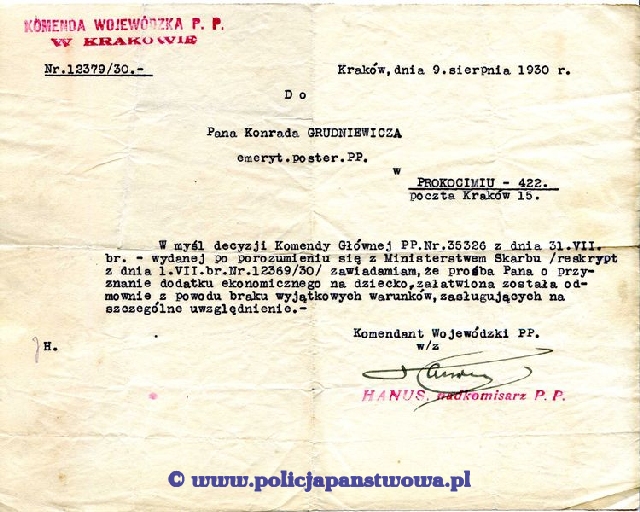 KOMENDA WOJEWÓDZKA P. P.
W KRAKOWIE
Nr.12379/30.-
Kraków, dnia 9.sierpnia 1930 r.
D o
Pana Konrada GRUDNIEWICZA
emeryt.poster.PP.
w
PROKOCIMIU - 422.
poczta Kraków 15.
W myśl decyzji Komendy Głównej PP.Nr.35326 z dnia 31.VII.
br. - wydanej po porozumieniu się z Ministerstwem Skarbu /reskrypt
z dnia 1.VII.br.Nr.12369/30/ zawiadamiam, że prośba Pana o przy-
znanie dodatku ekonomicznego na dziecko, załatwiona została od-
mownie z powodu braku wyjątkowych warunków, zasługujących na
szczególne uwzględnienie.-
Komendant Wojewódzki PP.
w/z
H.
HANUS, nadkomisarz P. P.
© www.policjapanstwowa.pl